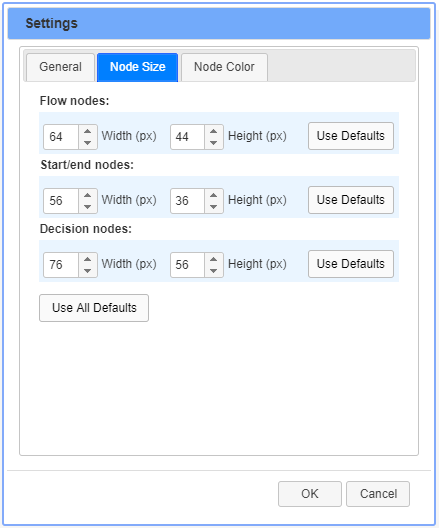 Settings
General Node Size Node Color
Flow nodes:
64 Width (px) 44 Height (px) Use Defaults
Start/end nodes:
56 Width (px) 36 Height (px) Use Defaults
Decision nodes:
76 Width (px) 56 Height (px) Use Defaults
Use All Defaults
OK Cancel